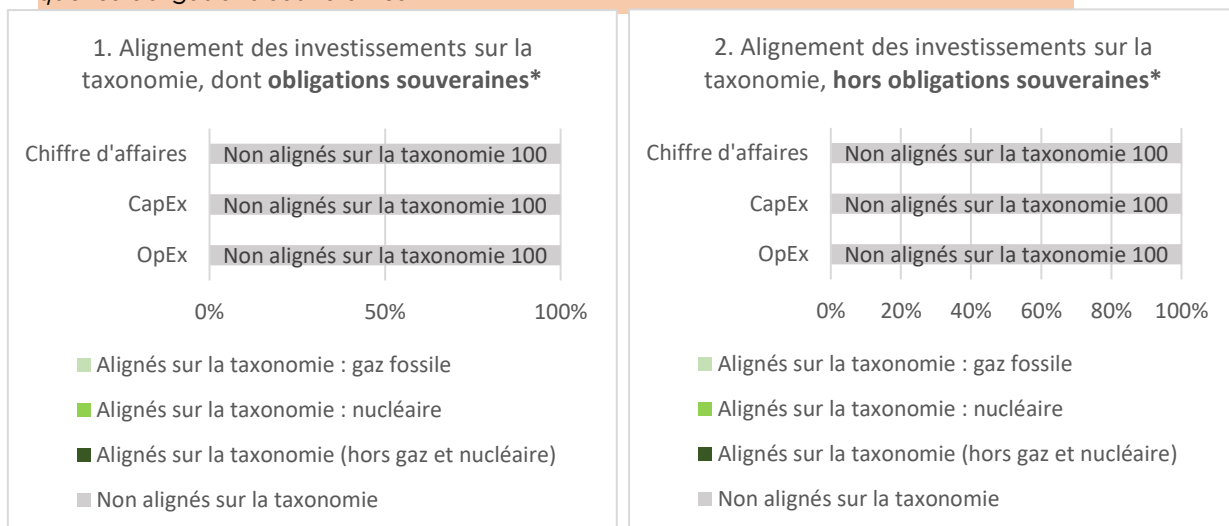 1. Alignement des investissements sur la
taxonomie, dont obligations souveraines*
Chiffre d'affaires
Non alignés sur la taxonomie 100
CapEx
Non alignés sur la taxonomie 100
OpEx
Non alignés sur la taxonomie 100
0% 50% 100%
Alignés sur la taxonomie : gaz fossile
Alignés sur la taxonomie : nucléaire
Alignés sur la taxonomie (hors gaz et nucléaire)
Non alignés sur la taxonomie
2. Alignement des investissements sur la
taxonomie, hors obligations souveraines*
Chiffre d'affaires
Non alignés sur la taxonomie 100
CapEx
Non alignés sur la taxonomie 100
OpEx
Non alignés sur la taxonomie 100
0% 20% 40% 60% 80% 100%
Alignés sur la taxonomie : gaz fossile
Alignés sur la taxonomie : nucléaire
Alignés sur la taxonomie (hors gaz et nucléaire)
Non alignés sur la taxonomie